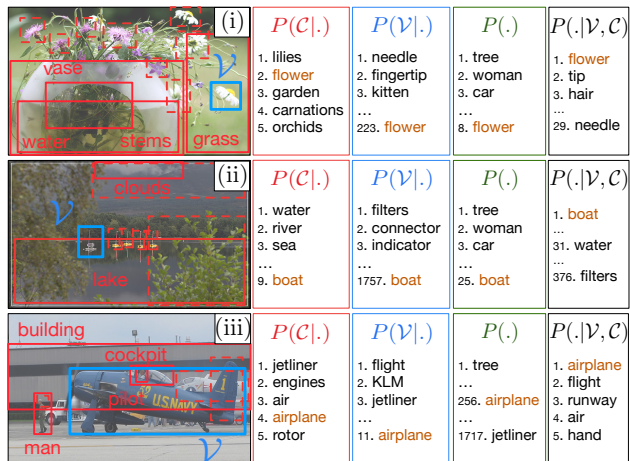 (i) P(C|.) P(V|.) P(.) P(.|V, C)
vase
V
water stems grass
1. lilies
2. flower
3. garden
4. carnations
5. orchids
1. needle
2. fingertip
3. kitten
...
223. flower
1. tree
2. woman
3. car
...
8. flower
1. flower
2. tip
3. hair
...
29. needle
(ii) P(C|.) P(V|.) P(.) P(.|V, C)
clouds
V
lake
1. water
2. river
3. sea
...
9. boat
1. filters
2. connector
3. indicator
...
1757. boat
1. tree
2. woman
3. car
...
25. boat
1. boat
...
31. water
...
376. filters
(iii) P(C|.) P(V|.) P(.) P(.|V, C)
building
cockpit
pilot
U.S.NAVY
man
V
1. jetliner
2. engines
3. air
4. airplane
5. rotor
1. flight
2. KLM
3. jetliner
...
11. airplane
1. tree
...
256. airplane
...
1717. jetliner
1. airplane
2. flight
3. runway
4. air
5. hand